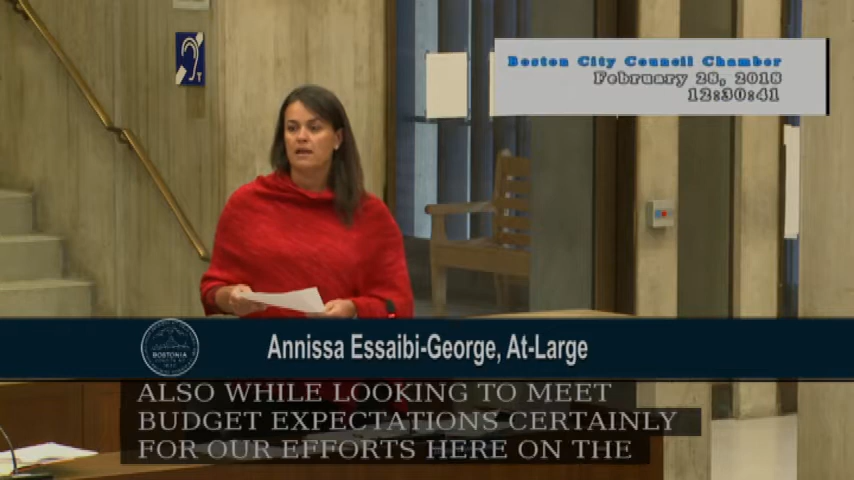 Boston City Council Chamber
February 28, 2018
12:30:41
BOSTONIA
Annissa Essaibi-George, At-Large
ALSO WHILE LOOKING TO MEET
BUDGET EXPECTATIONS CERTAINLY
FOR OUR EFFORTS HERE ON THE